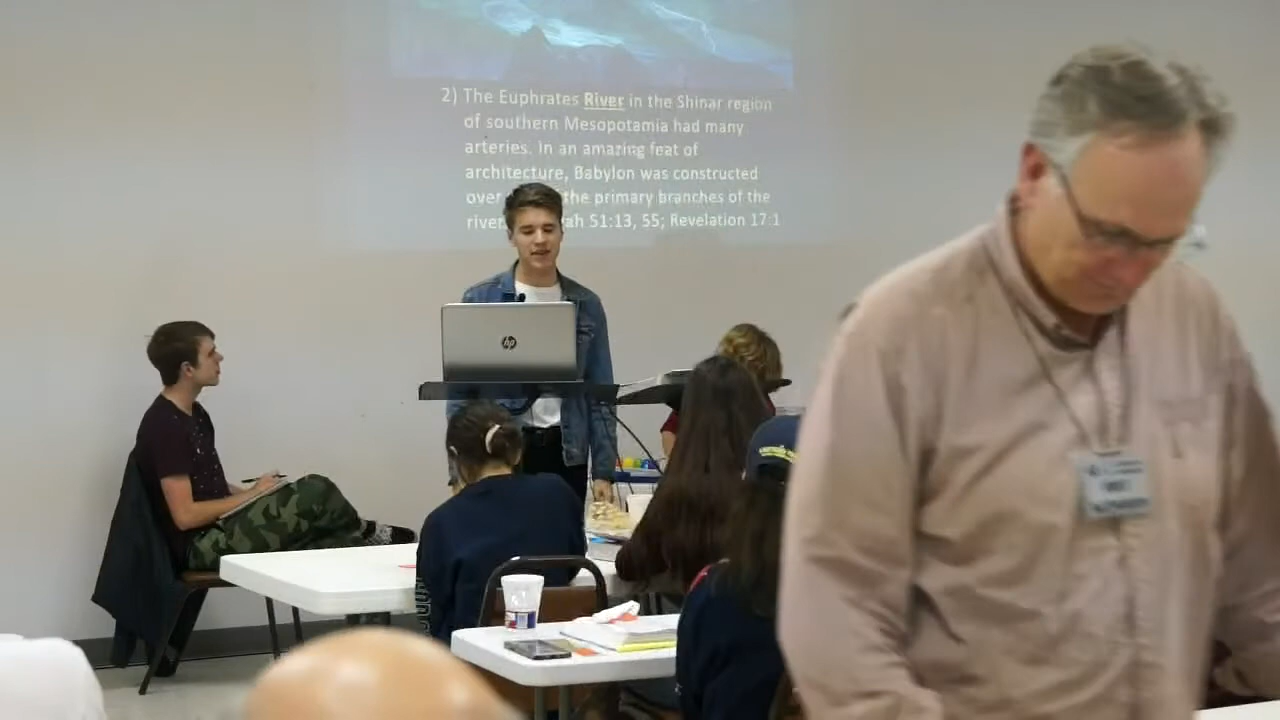 2) The Euphrates River in the Shinar region
of southern Mesopotamia had many
arteries. In an amazing feat of
architecture, Babylon was constructed
over the primary branches of the
river. ah 51:13, 55; Revelation 17:1
hp